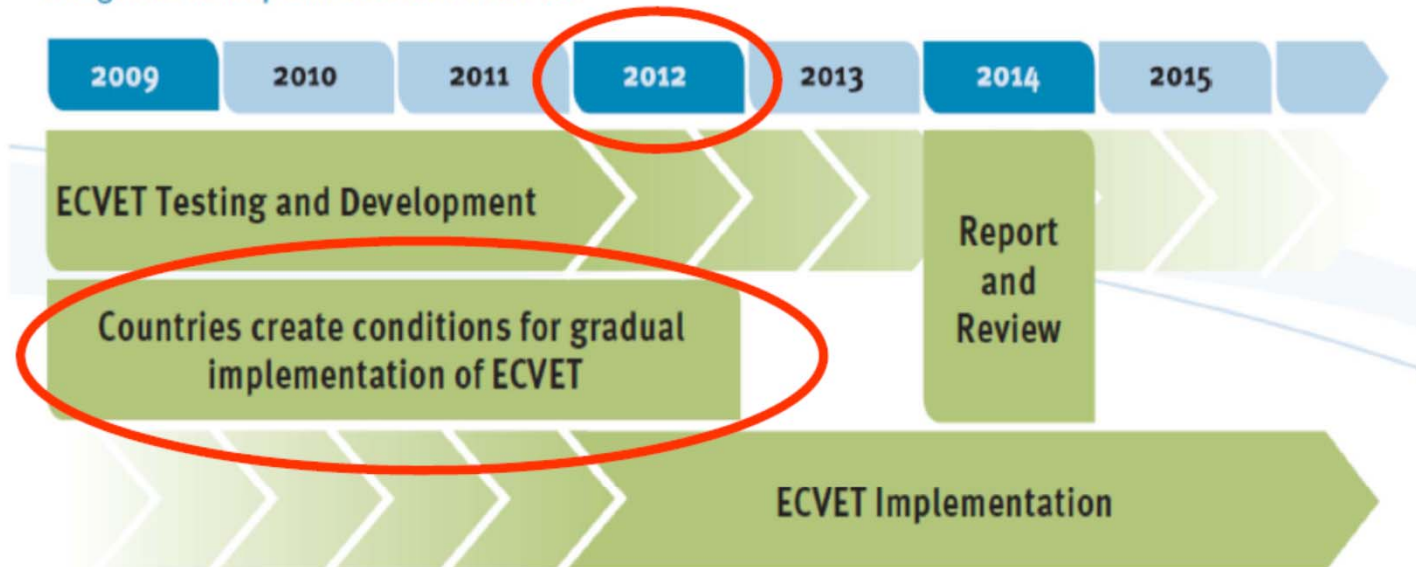 2009 2010 2011 2012 2013 2014 2015
ECVET Testing and Development
Report
and
Review
Countries create conditions for gradual
implementation of ECVET
ECVET Implementation